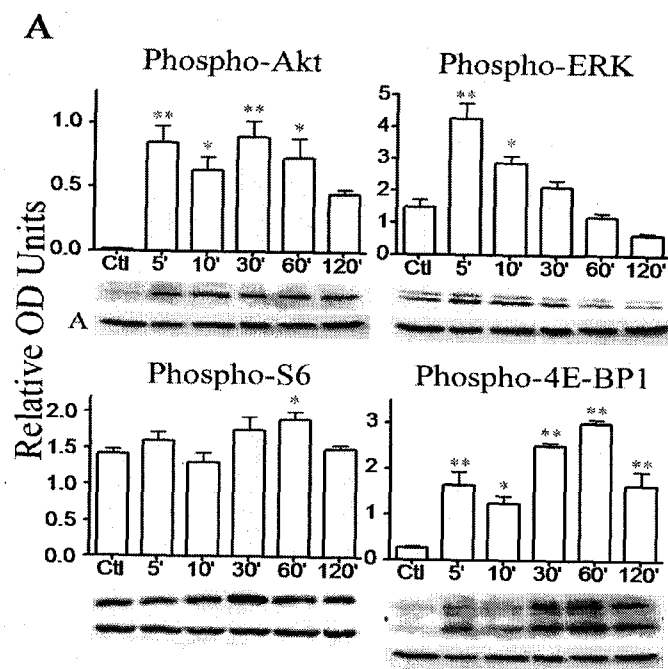 A
Phospho-Akt
Phospho-ERK
Relative OD Units
1.0
0.5
0.0
** * ** *
Ctl 5' 10' 30' 60' 120'
5
4
3
2
1
0
** *
Ctl 5' 10' 30' 60' 120'
A
Phospho-S6
Phospho-4E-BP1
2.0
1.5
1.0
0.5
0.0
*
Ctl 5' 10' 30' 60' 120'
3
2
1
0
** * ** ** **
Ctl 5' 10' 30' 60' 120'